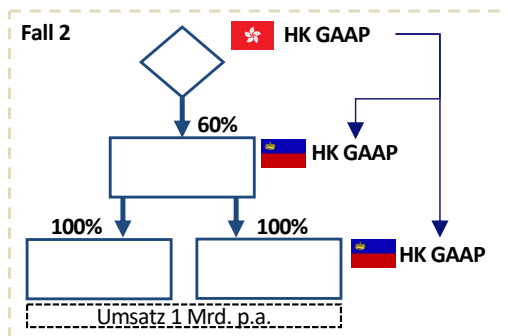 Fall 2
HK GAAP
60%
HK GAAP
100%
100%
HK GAAP
Umsatz 1 Mrd. p.a.